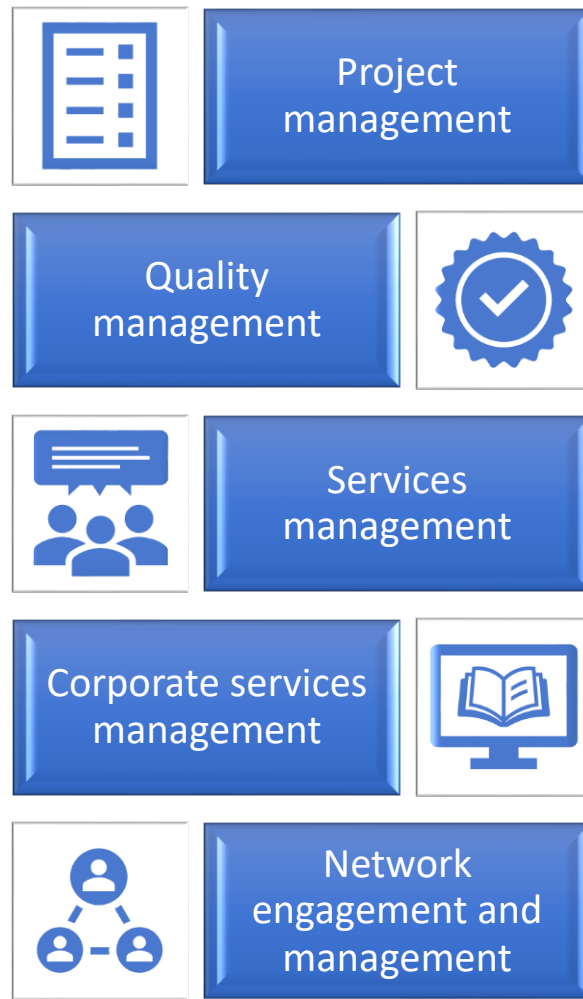 Project
management
Quality
management
Services
management
Corporate services
management
Network
engagement and
management